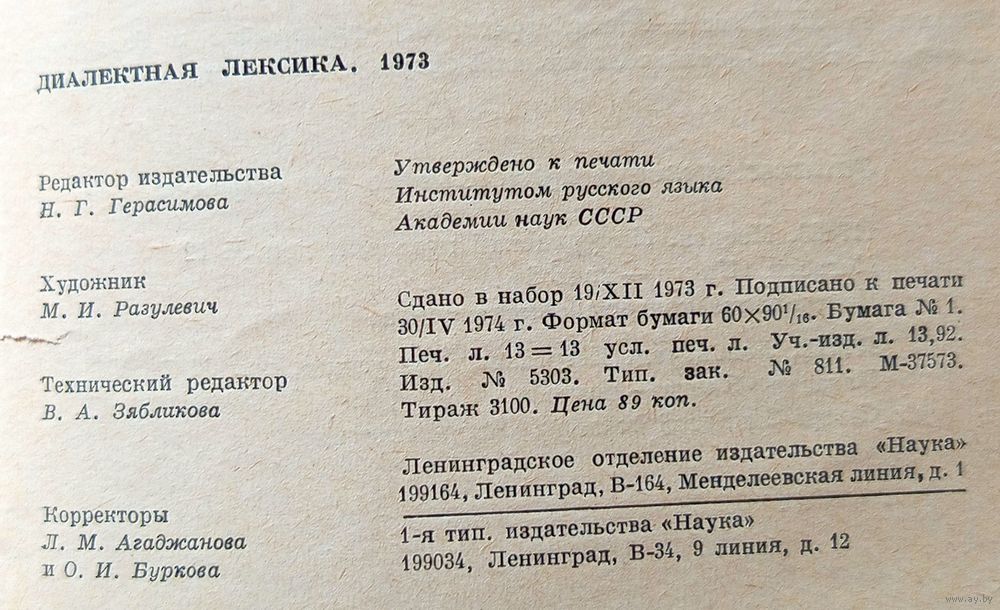 ДИАЛЕКТНАЯ ЛЕКСИКА. 1973
Редактор издательства
Н. Г. Герасимова
Художник
М. И. Разулевич
Технический редактор
В. А. Зябликова
Корректоры
Л. М. Агаджанова
и О. И. Буркова
Утверждено к печати
Институтом русского языка
Академии наук СССР
Сдано в набор 19/XII 1973 г. Подписано к печати
30/IV 1974 г. Формат бумаги 60×90¹/₁₆. Бумага № 1.
Печ. л. 13=13 усл. печ. л. Уч.-изд. л. 13,92.
Изд. № 5303. Тип. зак. № 811. М-37573.
Тираж 3100. Цена 89 коп.
Ленинградское отделение издательства «Наука»
199164, Ленинград, В-164, Менделеевская линия, д. 1
1-я тип. издательства «Наука»
199034, Ленинград, В-34, 9 линия, д. 12
www.ay.by